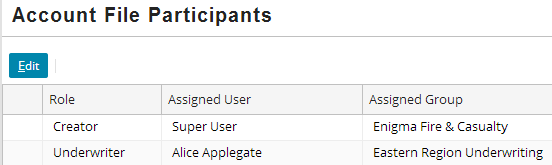 Account File Participants
Edit
Role Assigned User Assigned Group
Creator Super User Enigma Fire & Casualty
Underwriter Alice Applegate Eastern Region Underwriting